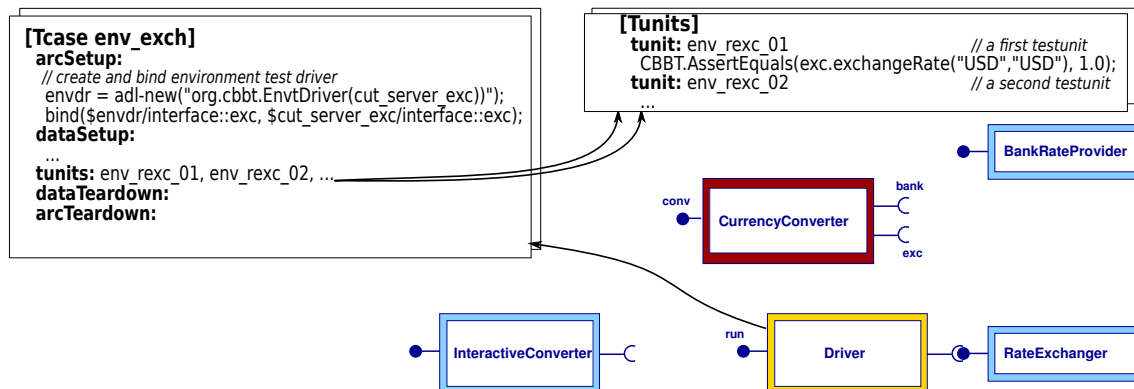 [Tcase env_exch]
arcSetup:
// create and bind environment test driver
envdr = adl-new("org.cbbt.EnvtDriver(cut_server_exc))");
bind($envdr/interface::exc, $cut_server_exc/interface::exc);
dataSetup:
...
tunits: env_rexc_01, env_rexc_02, ...
dataTeardown:
arcTeardown:
[Tunits]
tunit: env_rexc_01 // a first testunit
CBBT.AssertEquals(exc.exchangeRate("USD","USD"), 1.0);
tunit: env_rexc_02 // a second testunit
...
BankRateProvider
bank
conv
CurrencyConverter
exc
run
InteractiveConverter
Driver
RateExchanger